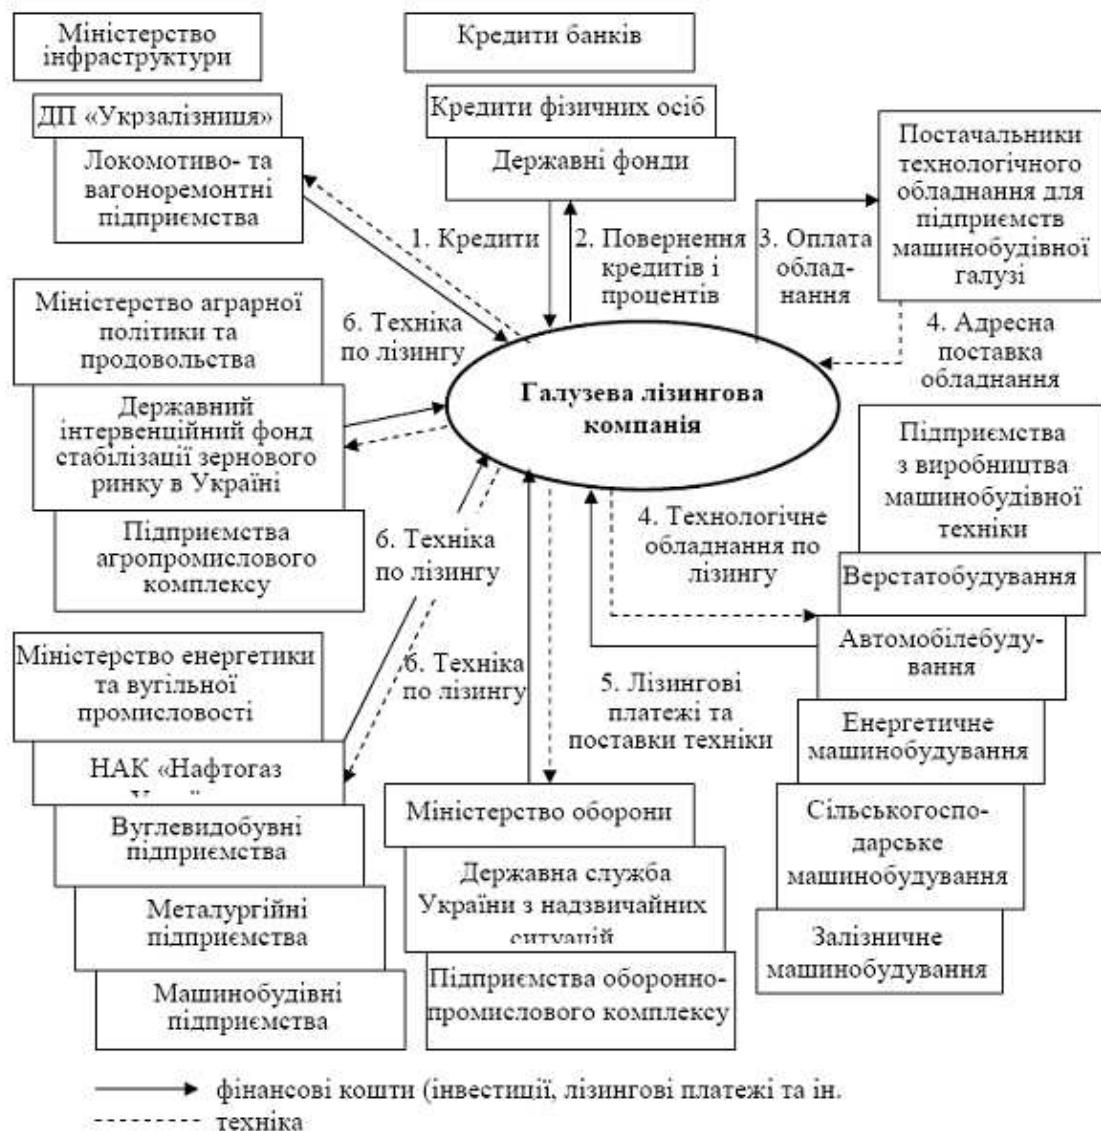 Міністерство
інфраструктури
ДП «Укрзалізниця»
Локомотиво- та
вагоноремонтні
підприємства
Кредити банків
Кредити фізичних осіб
Державні фонди
Постачальники
технологічного
обладнання для
підприємств
машинобудівної
галузі
1. Кредити
2. Повернення
кредитів і
процентів
3. Оплата
облад-
нання
4. Адресна
поставка
обладнання
6. Техніка
по лізингу
Міністерство аграрної
політики та
продовольства
Державний
інтервенційний фонд
стабілізації зернового
ринку в Україні
Підприємства
агропромислового
комплексу
Галузева лізингова
компанія
Підприємства
з виробництва
машинобудівної
техніки
Верстатобудування
Автомобілебуду-
вання
Енергетичне
машинобудування
Сільськогоспо-
дарське
машинобудування
Залізничне
машинобудування
6. Техніка
по лізингу
4. Технологічне
обладнання по
лізингу
6. Техніка
по лізингу
5. Лізингові
платежі та
поставки техніки
Міністерство енергетики
та вугільної
промисловості
НАК «Нафтогаз
Вуглевидобувні
підприємства
Металургійні
підприємства
Машинобудівні
підприємства
Міністерство оборони
Державна служба
України з надзвичайних
ситуацій
Підприємства оборонно-
промислового комплексу
фінансові кошти (інвестиції, лізингові платежі та ін.
техніка